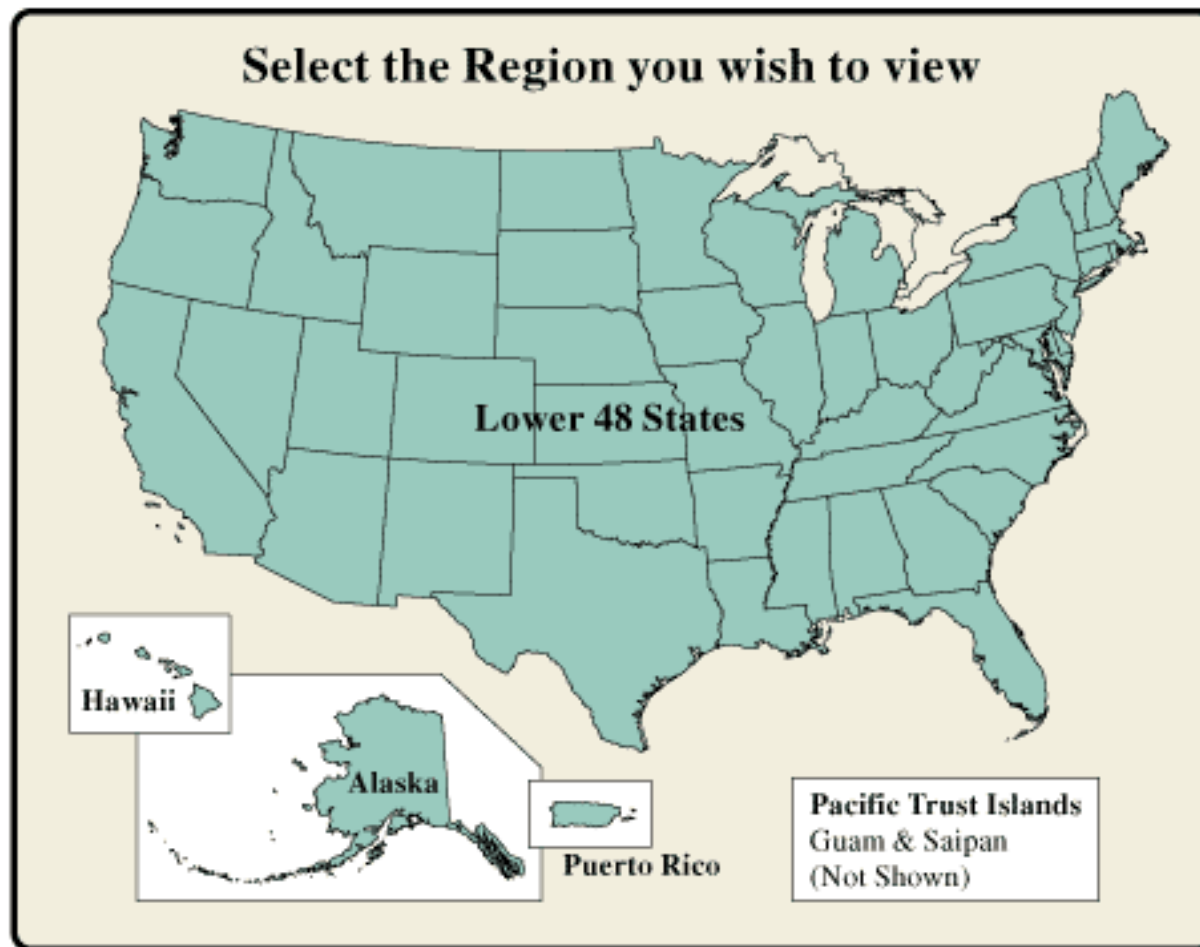 Select the Region you wish to view
Lower 48 States
Hawaii
Alaska
Puerto Rico
Pacific Trust Islands
Guam & Saipan
(Not Shown)